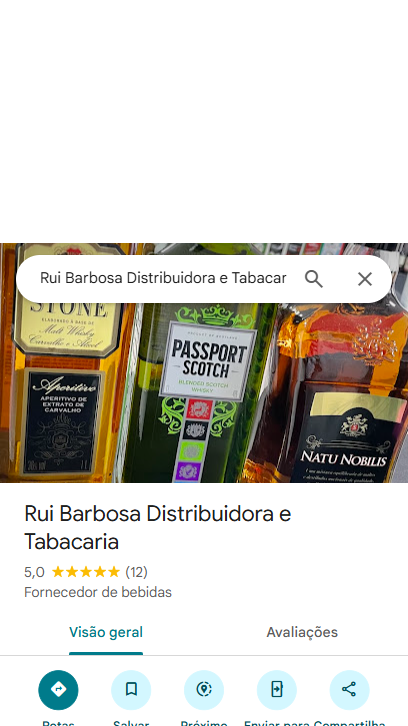 Rui Barbosa Distribuidora e Tabacar
STONE
ELABORADO À BASE DE
Malt Whisky
Carvalho e Álcool
Aperitivo
APERITIVO DE
EXTRATO DE
CARVALHO
PASSPORT
SCOTCH
BLENDED SCOTCH
WHISKY
NATU NOBILIS
Rui Barbosa Distribuidora e
Tabacaria
5,0 (12)
Fornecedor de bebidas
Visão geral Avaliações
Rotas Salvar Próximo Enviar para Compartilha